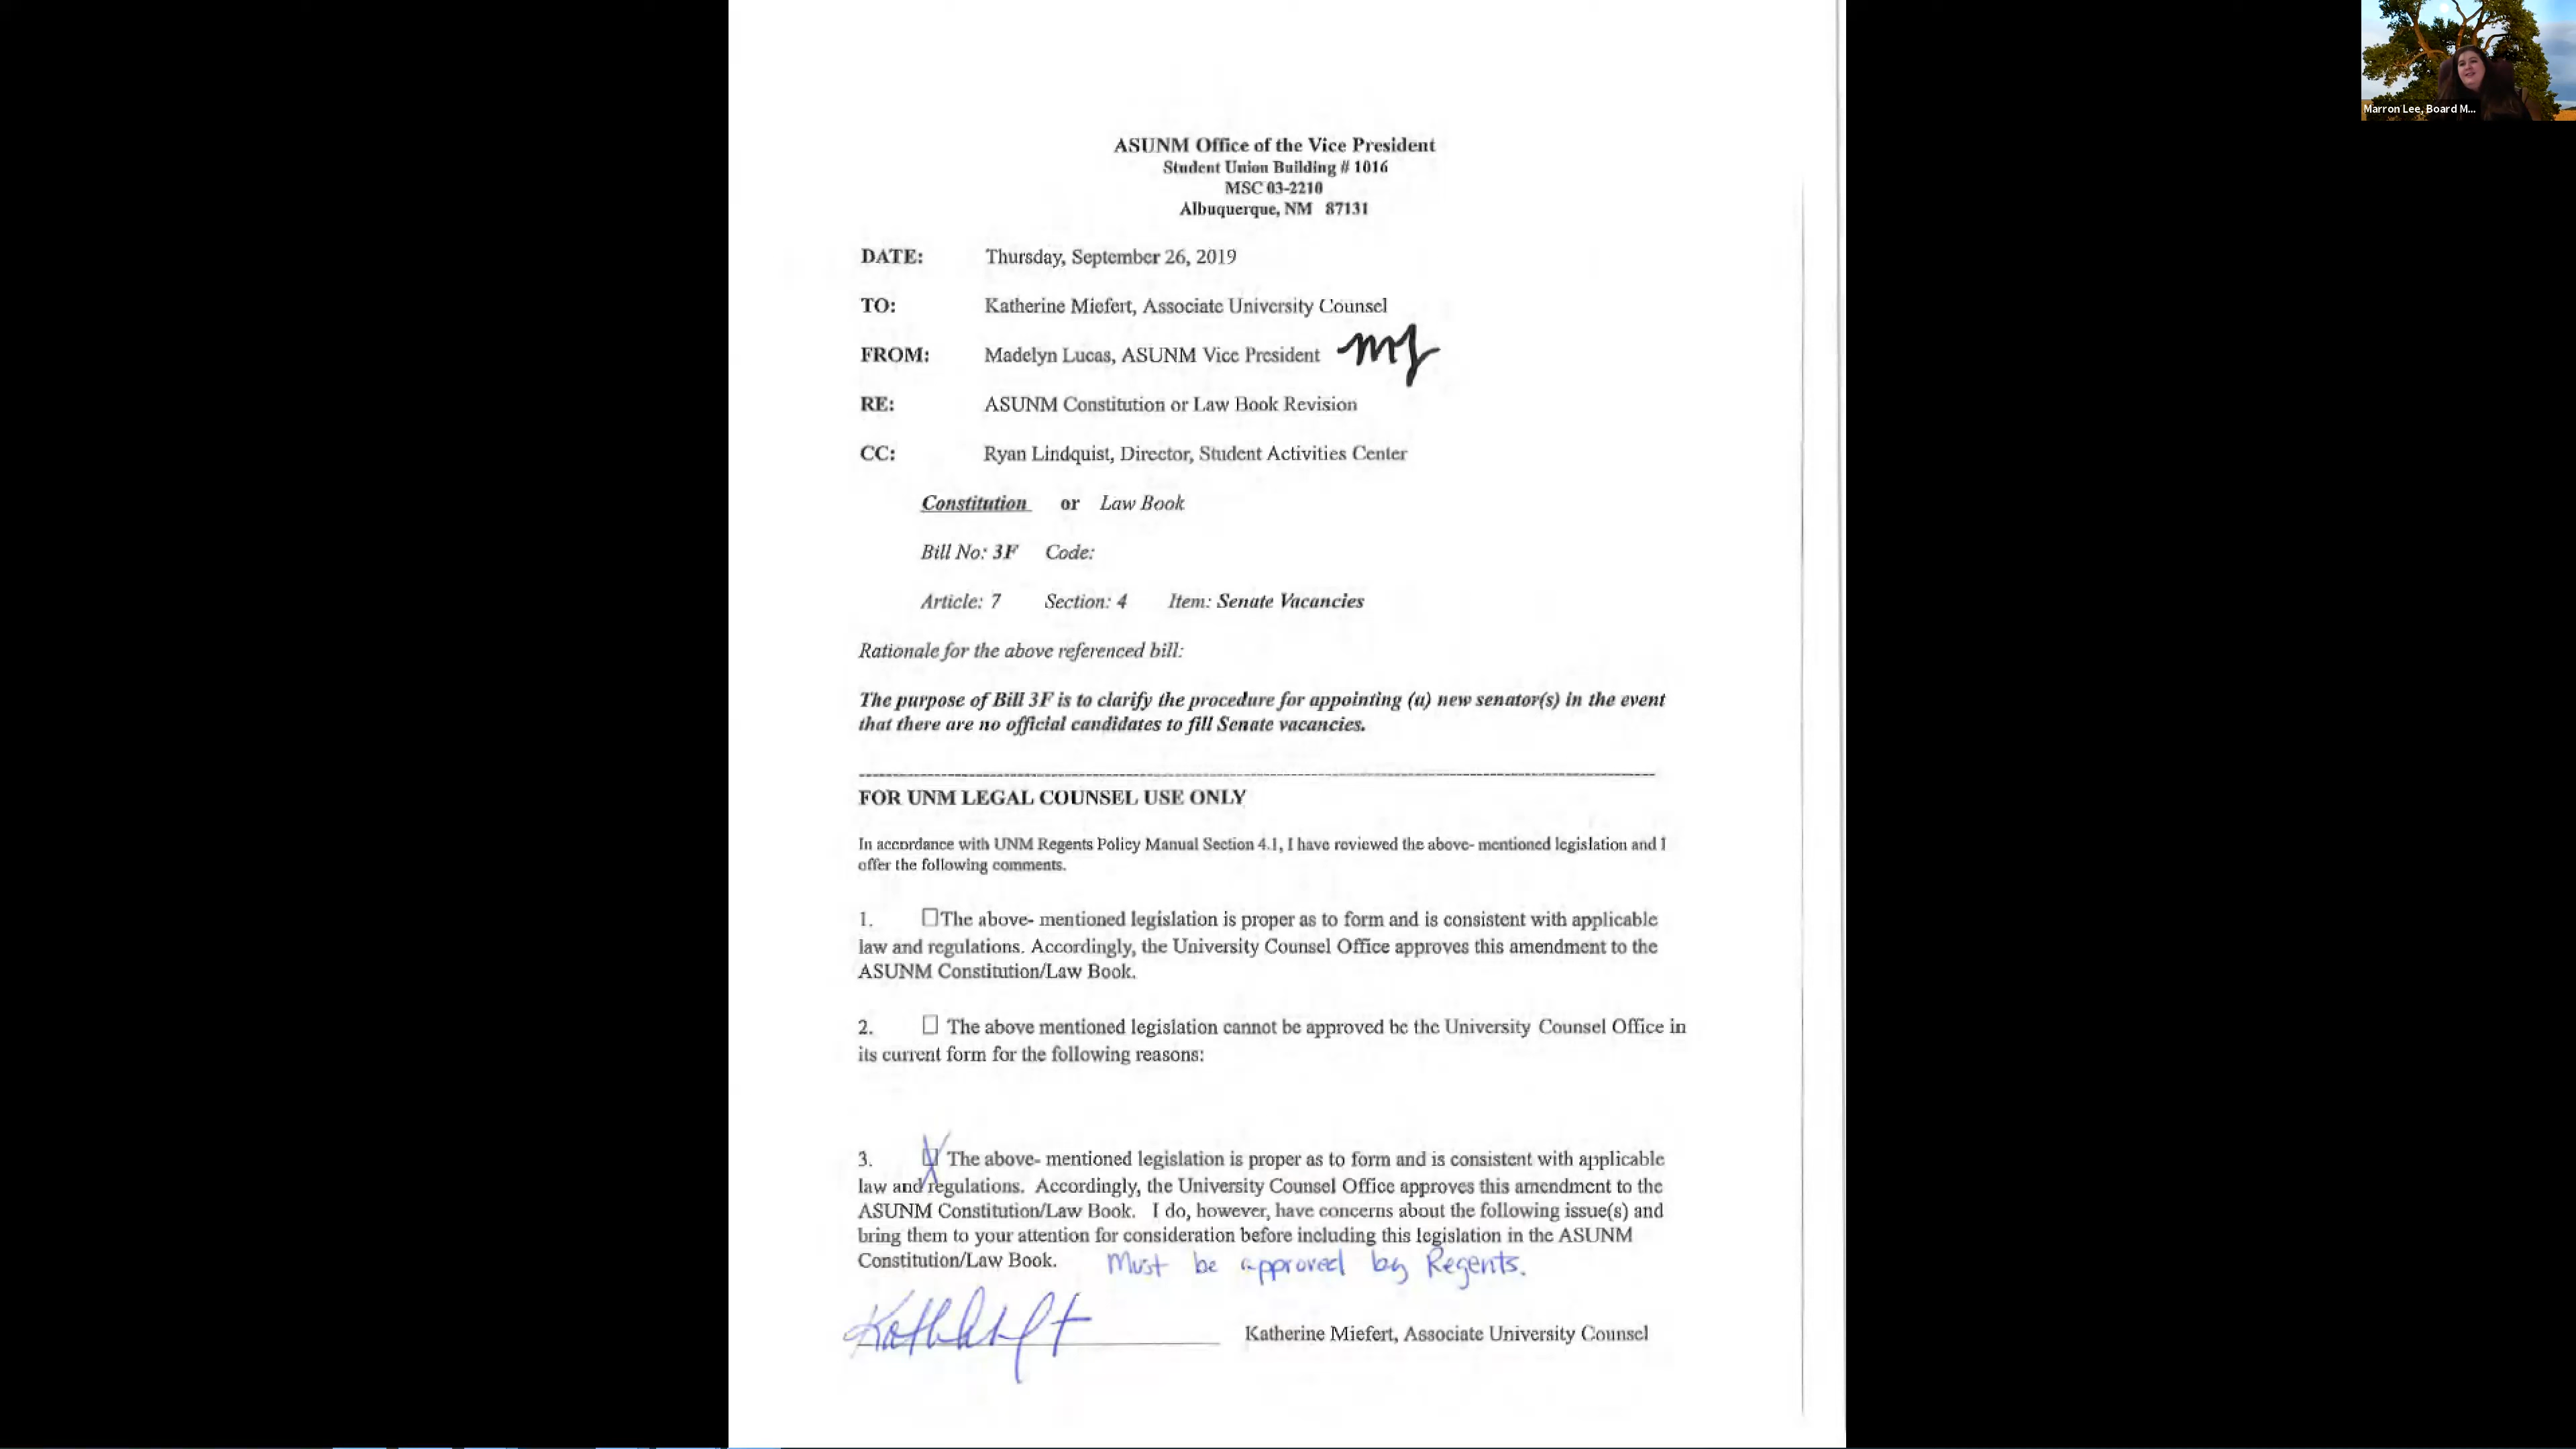 ASUNM Office of the Vice President
Student Union Building # 1016
MSC 03-2210
Albuquerque, NM 87131
DATE: Thursday, September 26, 2019
TO: Katherine Miefert, Associate University Counsel
FROM: Madelyn Lucas, ASUNM Vice President
RE: ASUNM Constitution or Law Book Revision
CC: Ryan Lindquist, Director, Student Activities Center
Constitution or Law Book
Bill No: 3F Code:
Article: 7 Section: 4 Item: Senate Vacancies
Rationale for the above referenced bill:
The purpose of Bill 3F is to clarify the procedure for appointing (a) new senator(s) in the event
that there are no official candidates to fill Senate vacancies.
FOR UNM LEGAL COUNSEL USE ONLY
In accordance with UNM Regents Policy Manual Section 4.1, I have reviewed the above- mentioned legislation and I
offer the following comments.
1. The above- mentioned legislation is proper as to form and is consistent with applicable
law and regulations. Accordingly, the University Counsel Office approves this amendment to the
ASUNM Constitution/Law Book.
2. The above mentioned legislation cannot be approved be the University Counsel Office in
its current form for the following reasons:
3. The above- mentioned legislation is proper as to form and is consistent with applicable
law and regulations. Accordingly, the University Counsel Office approves this amendment to the
ASUNM Constitution/Law Book. I do, however, have concerns about the following issue(s) and
bring them to your attention for consideration before including this legislation in the ASUNM
Constitution/Law Book. Must be approved by Regents.
Katherine Miefert, Associate University Counsel
Marron Lee, Board M...